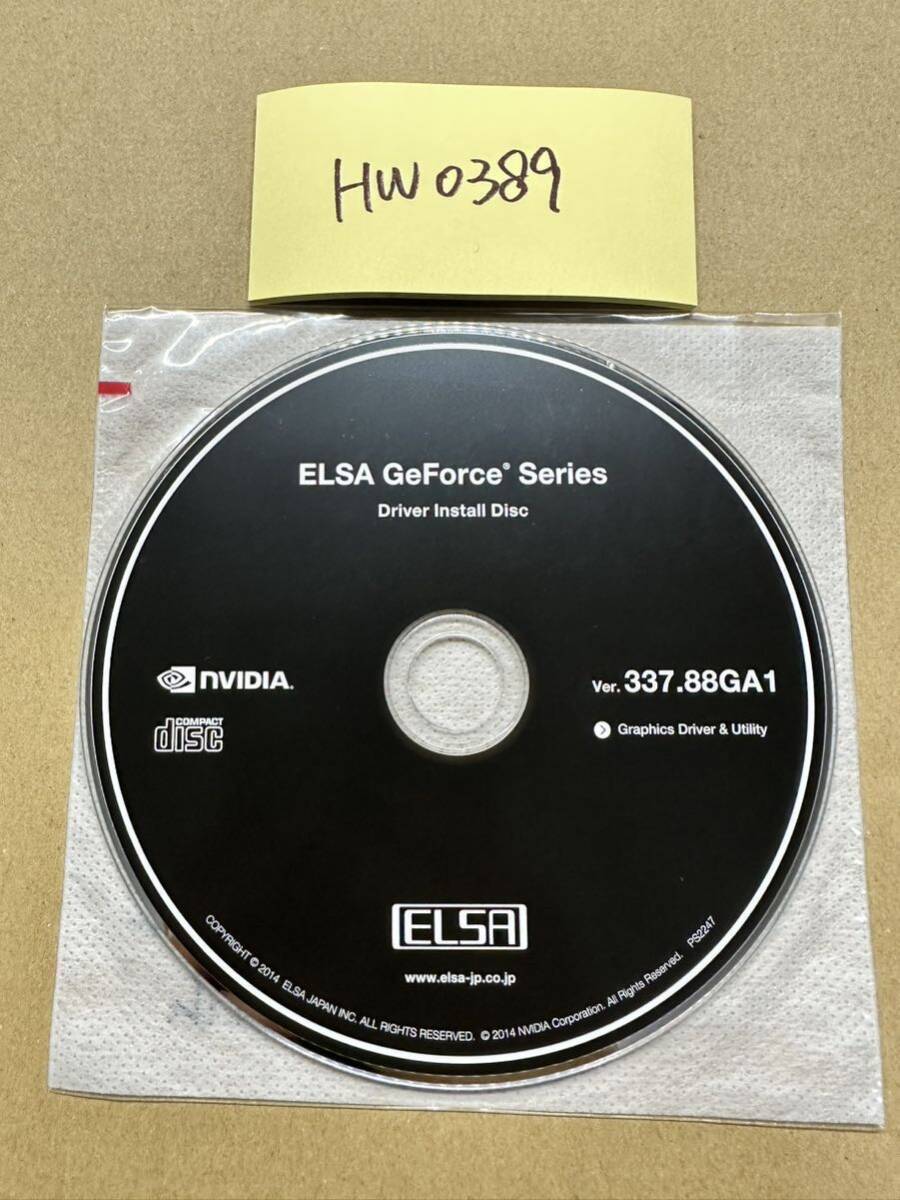 HW0389
ELSA GeForce® Series
Driver Install Disc
NVIDIA.
Ver. 337.88GA1
COMPACT
disc
Graphics Driver & Utility
ELSA
www.elsa-jp.co.jp
COPYRIGHT © 2014 ELSA JAPAN INC. ALL RIGHTS RESERVED. © 2014 NVIDIA Corporation. All Rights Reserved. PS2247